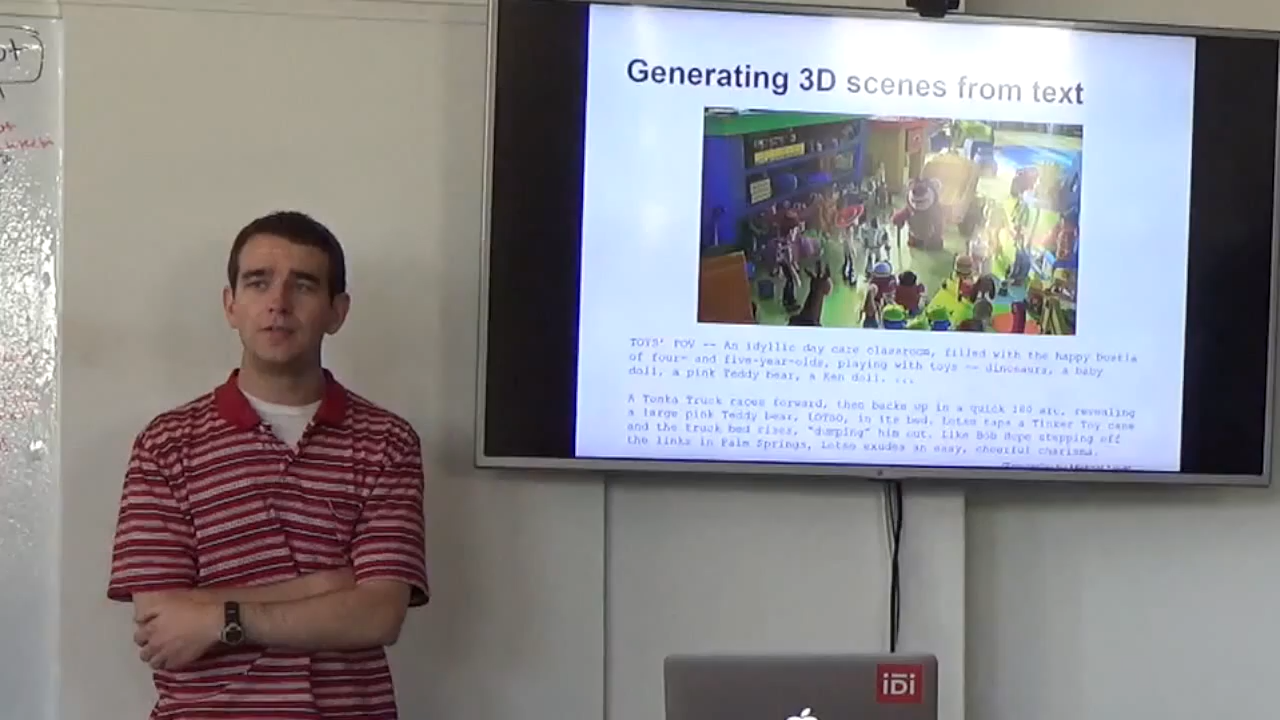 Generating 3D scenes from text
TOYS' POV -- An idyllic day care classroom, filled with the happy bustle
of four- and five-year-olds, playing with toys -- dinosaurs, a baby
doll, a pink Teddy bear, a Ken doll. ...
A Tonka Truck races forward, then backs up in a quick 180 arc, revealing
a large pink Teddy bear, LOTSO, in its bed. Lotso taps a Tinker Toy cane
and the truck bed rises, "dumping" him out. Like Bob Hope stepping off
the links in Palm Springs, Lotso exudes an easy, cheerful charisma.
iDi